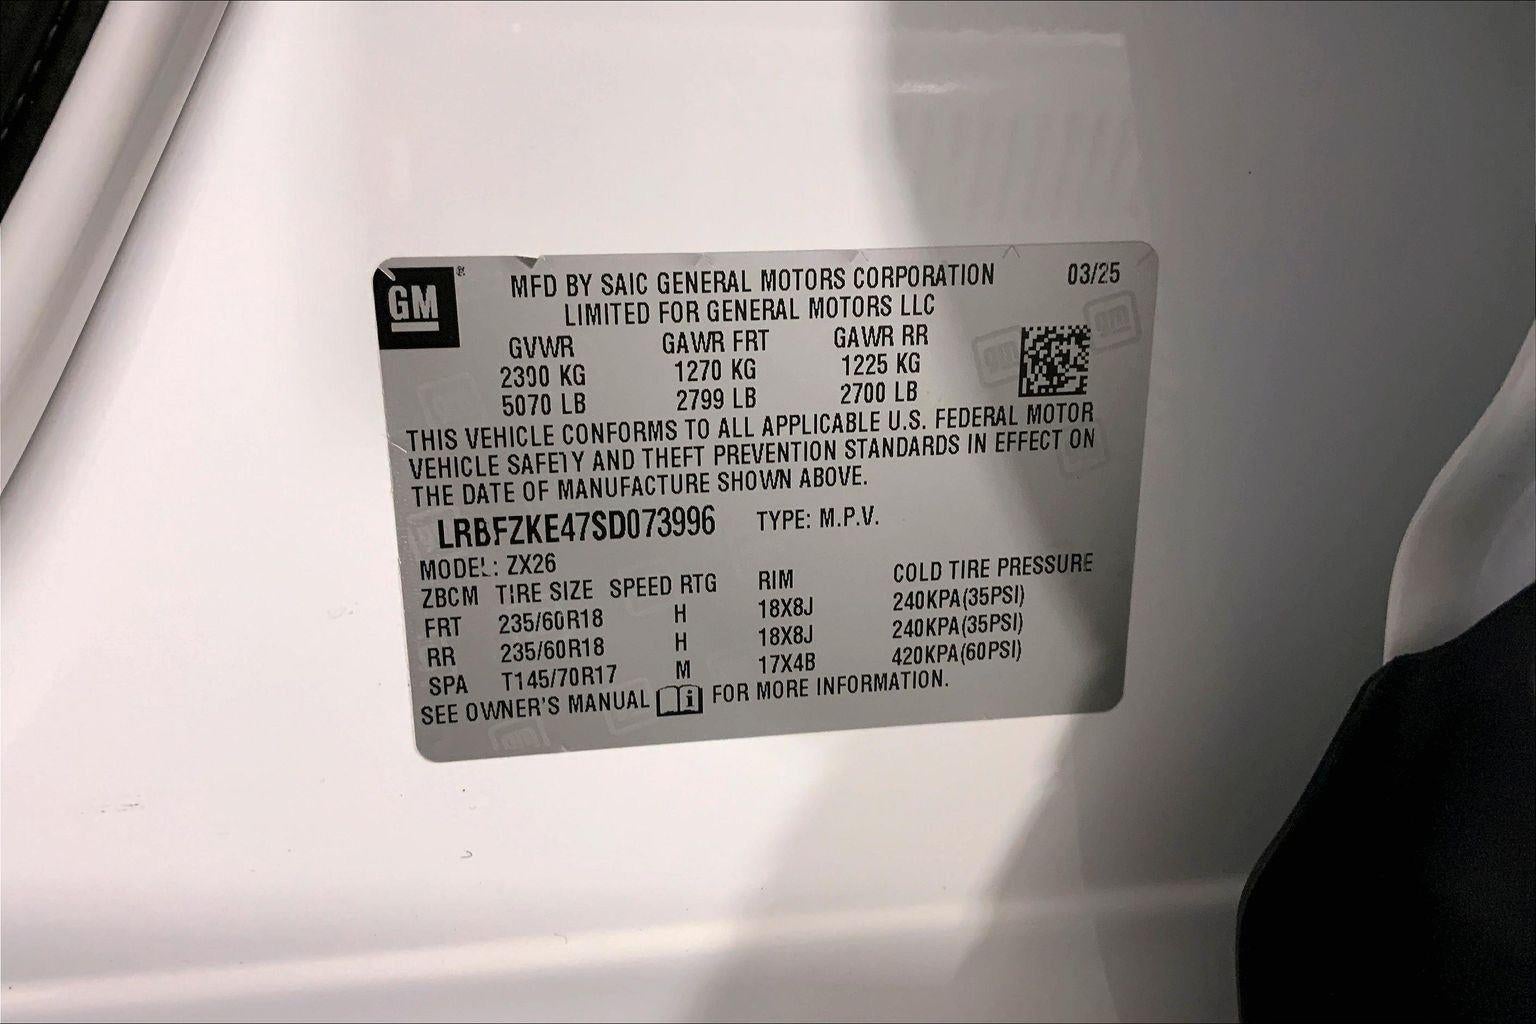 GM®
MFD BY SAIC GENERAL MOTORS CORPORATION 03/25
LIMITED FOR GENERAL MOTORS LLC
GVWR GAWR FRT GAWR RR
2300 KG 1270 KG 1225 KG
5070 LB 2799 LB 2700 LB
THIS VEHICLE CONFORMS TO ALL APPLICABLE U.S. FEDERAL MOTOR
VEHICLE SAFETY AND THEFT PREVENTION STANDARDS IN EFFECT ON
THE DATE OF MANUFACTURE SHOWN ABOVE.
LRBFZKE47SD073996 TYPE: M.P.V.
MODEL: ZX26
ZBCM TIRE SIZE SPEED RTG RIM COLD TIRE PRESSURE
FRT 235/60R18 H 18X8J 240KPA(35PSI)
RR 235/60R18 H 18X8J 240KPA(35PSI)
SPA T145/70R17 M 17X4B 420KPA(60PSI)
SEE OWNER'S MANUAL i FOR MORE INFORMATION.